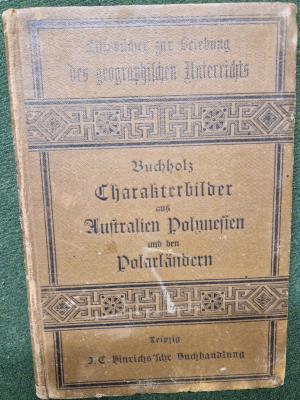 Hilfsbücher zur Belebung
des geographischen Unterrichts
Buchholz
Charakterbilder
aus
Australien Polynesien
und den
Polarländern
Leipzig
J. C. Hinrichs'sche Buchhandlung